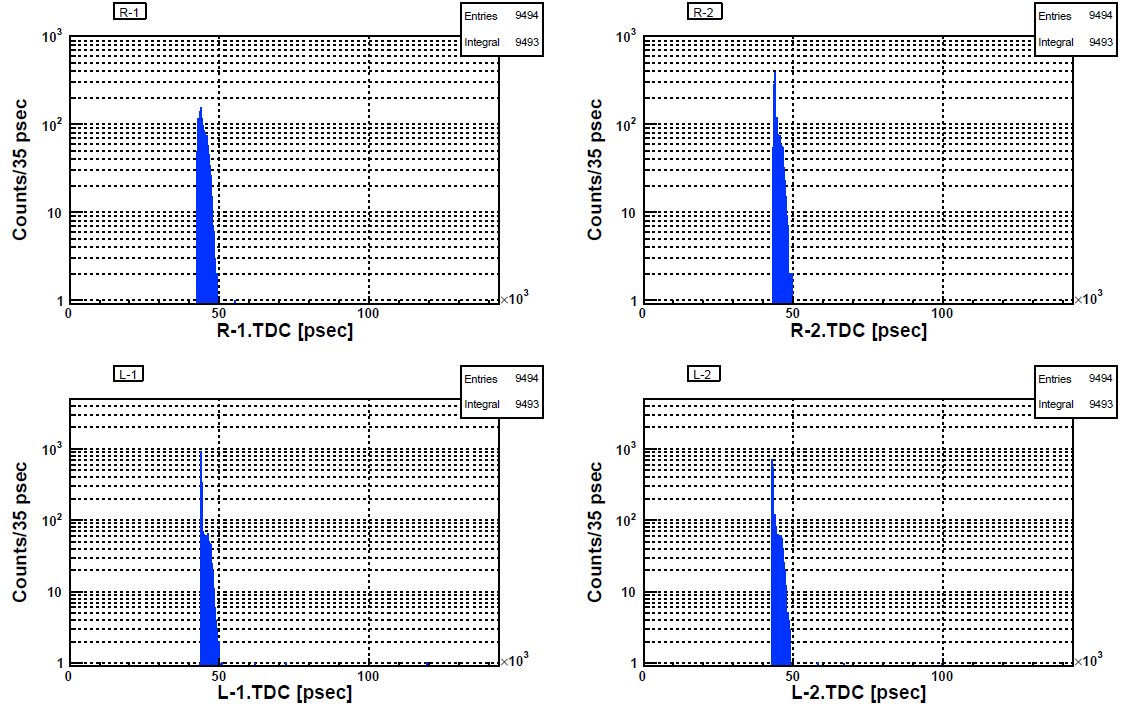 R-1
Entries 9494
Integral 9493
10³
10²
10
1
Counts/35 psec
0
50
100
×10³
R-1.TDC [psec]
R-2
Entries 9494
Integral 9493
10³
10²
10
1
Counts/35 psec
0
50
100
×10³
R-2.TDC [psec]
L-1
Entries 9494
Integral 9493
10³
10²
10
1
Counts/35 psec
0
50
100
×10³
L-1.TDC [psec]
L-2
Entries 9494
Integral 9493
10³
10²
10
1
Counts/35 psec
0
50
100
×10³
L-2.TDC [psec]